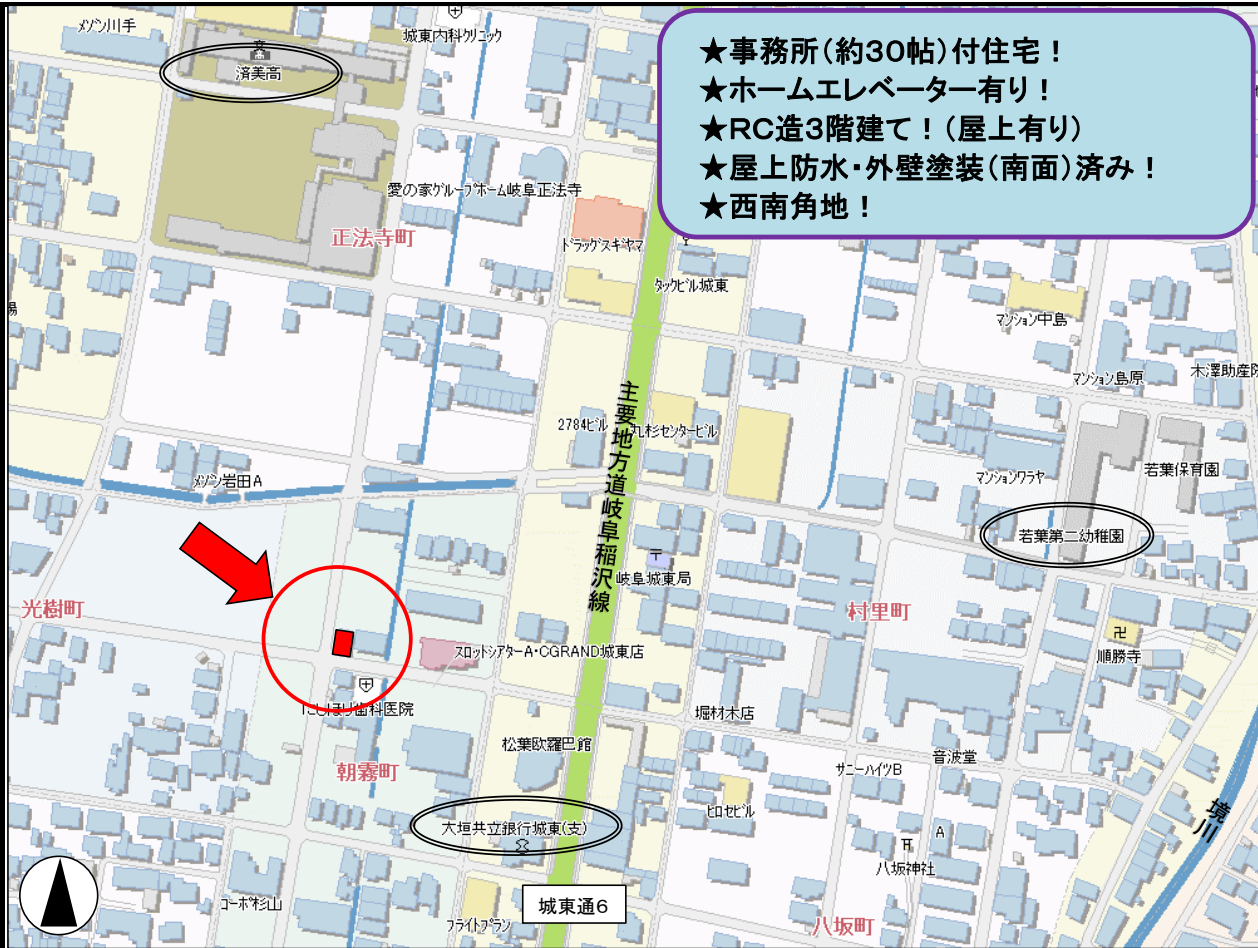 ★事務所(約30帖)付住宅！
★ホームエレベーター有り！
★RC造3階建て！(屋上有り)
★屋上防水・外壁塗装(南面)済み！
★西南角地！
メゾン川手
城東内科クリニック
済美高
愛の家グループホーム岐阜正法寺
正法寺町
ドラッグスギヤマ
タックビル城東
マンション中島
マンション島原
木澤助産院
主要地方道岐阜稲沢線
2784ビル
丸杉センタービル
メゾン岩田A
マンションワラヤ
若葉保育園
若葉第二幼稚園
岐阜城東局
光樹町
村里町
スロットシアターA・CGRAND城東店
順勝寺
にしほり歯科医院
堀材木店
松葉欧羅巴館
音波堂
朝霧町
サニーハイツB
境川
ヒロセビル
大垣共立銀行城東(支)
A
八坂神社
コーポ杉山
城東通6
フライトプラン
八坂町